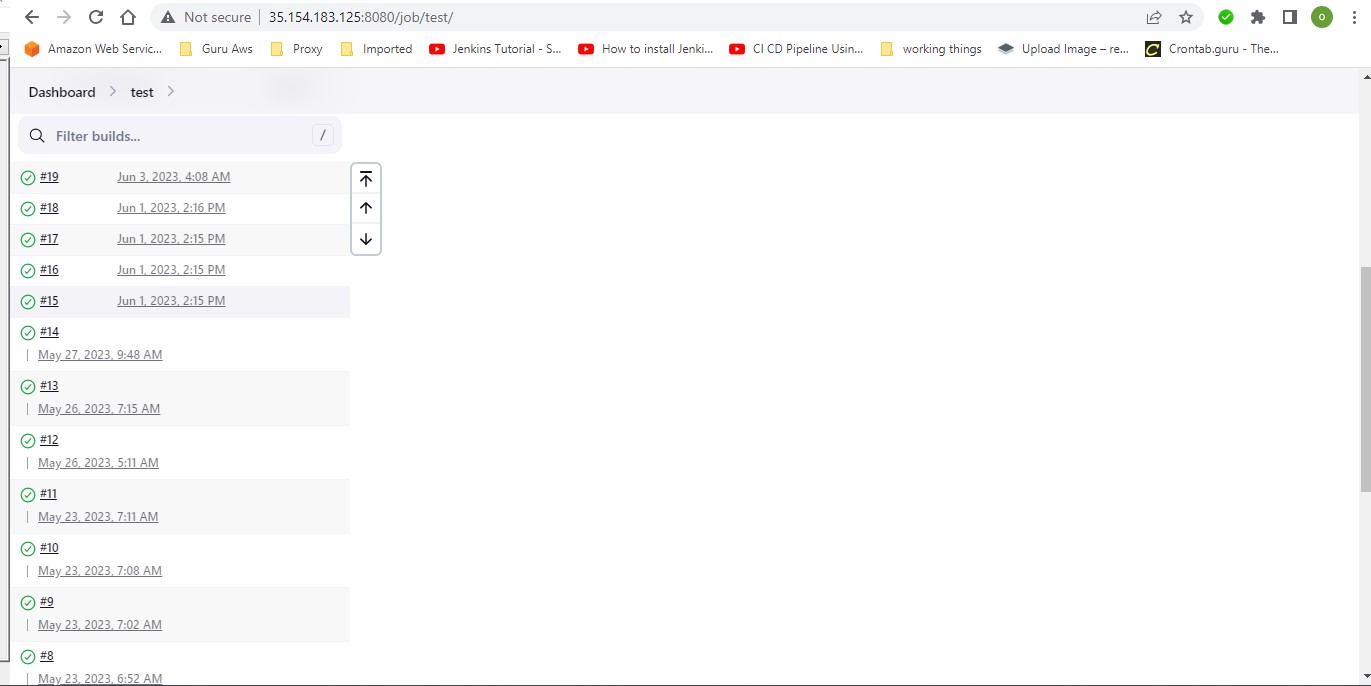 Not secure | 35.154.183.125:8080/job/test/
O
Amazon Web Servic... Guru Aws Proxy Imported Jenkins Tutorial - S... How to install Jenki... CI CD Pipeline Usin... working things Upload Image – re... Crontab.guru - The...
Dashboard > test >
Filter builds... /
#19 Jun 3, 2023, 4:08 AM
#18 Jun 1, 2023, 2:16 PM
#17 Jun 1, 2023, 2:15 PM
#16 Jun 1, 2023, 2:15 PM
#15 Jun 1, 2023, 2:15 PM
#14
| May 27, 2023, 9:48 AM
#13
| May 26, 2023, 7:15 AM
#12
| May 26, 2023, 5:11 AM
#11
| May 23, 2023, 7:11 AM
#10
| May 23, 2023, 7:08 AM
#9
| May 23, 2023, 7:02 AM
#8
| May 23, 2023, 6:52 AM